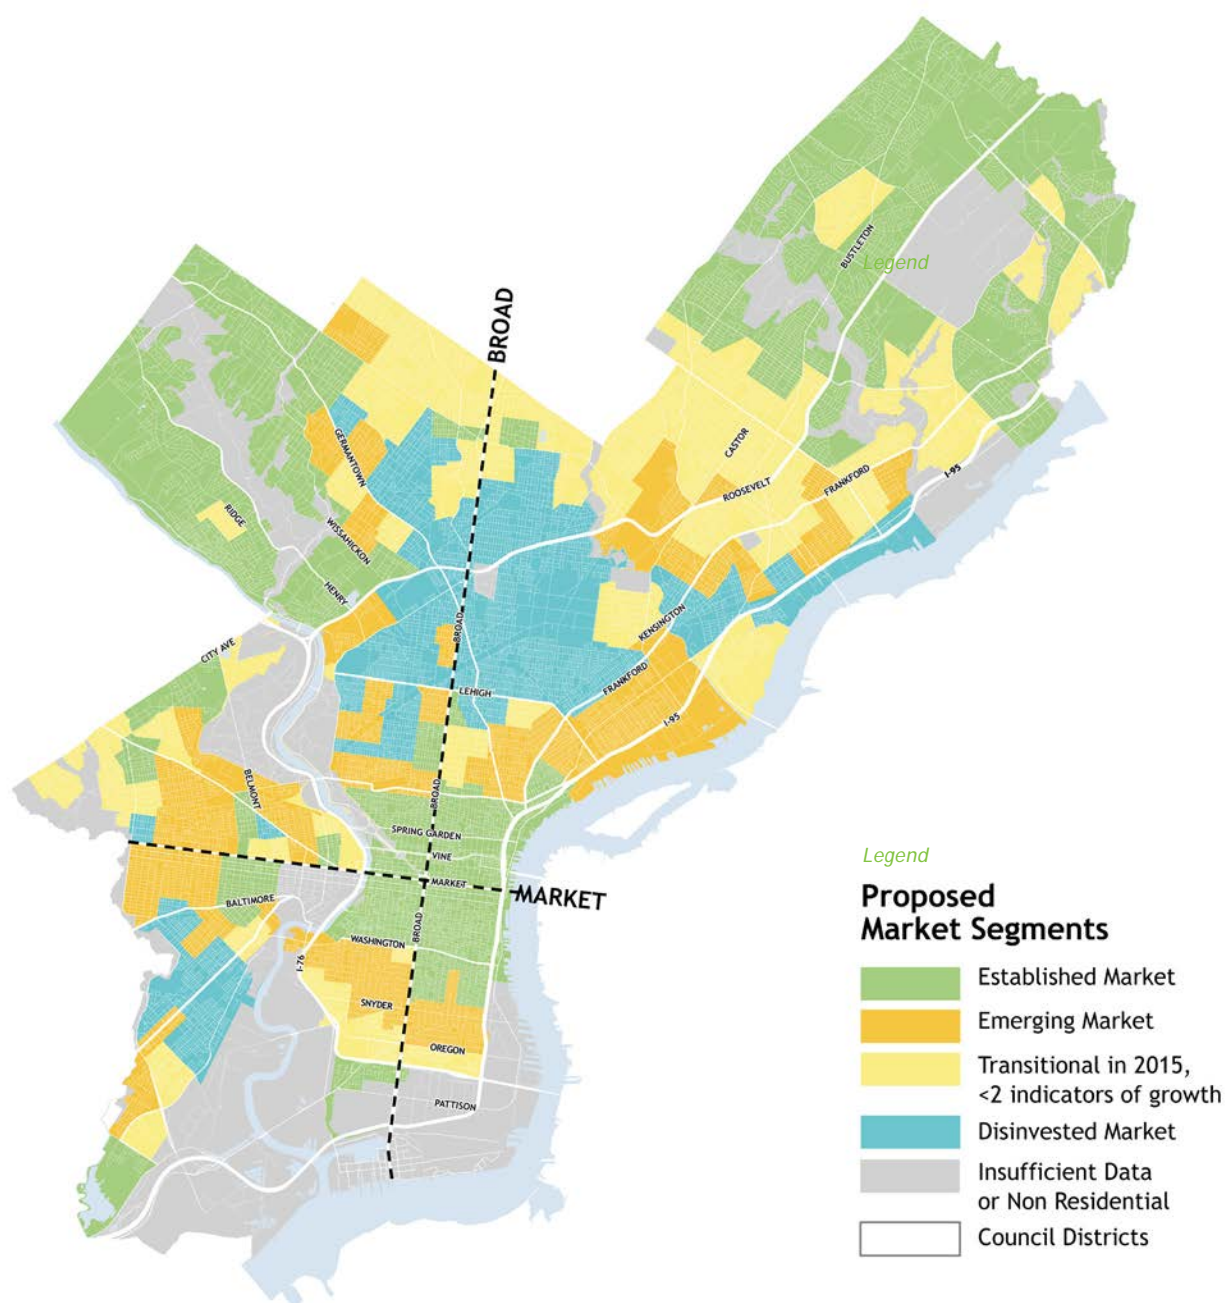 BROAD
BUSTLETON
Legend
GERMANTOWN
CASTOR
ROOSEVELT
FRANKFORD
I-95
RIDGE
WISSAHICKON
HENRY
KENSINGTON
BROAD
CITY AVE
FRANKFORD
LEHIGH
I-95
BELMONT
BROAD
SPRING GARDEN
VINE
MARKET
MARKET
BALTIMORE
BROAD
WASHINGTON
I-76
SNYDER
OREGON
PATTISON
Legend
Proposed
Market Segments
Established Market
Emerging Market
Transitional in 2015,
<2 indicators of growth
Disinvested Market
Insufficient Data
or Non Residential
Council Districts